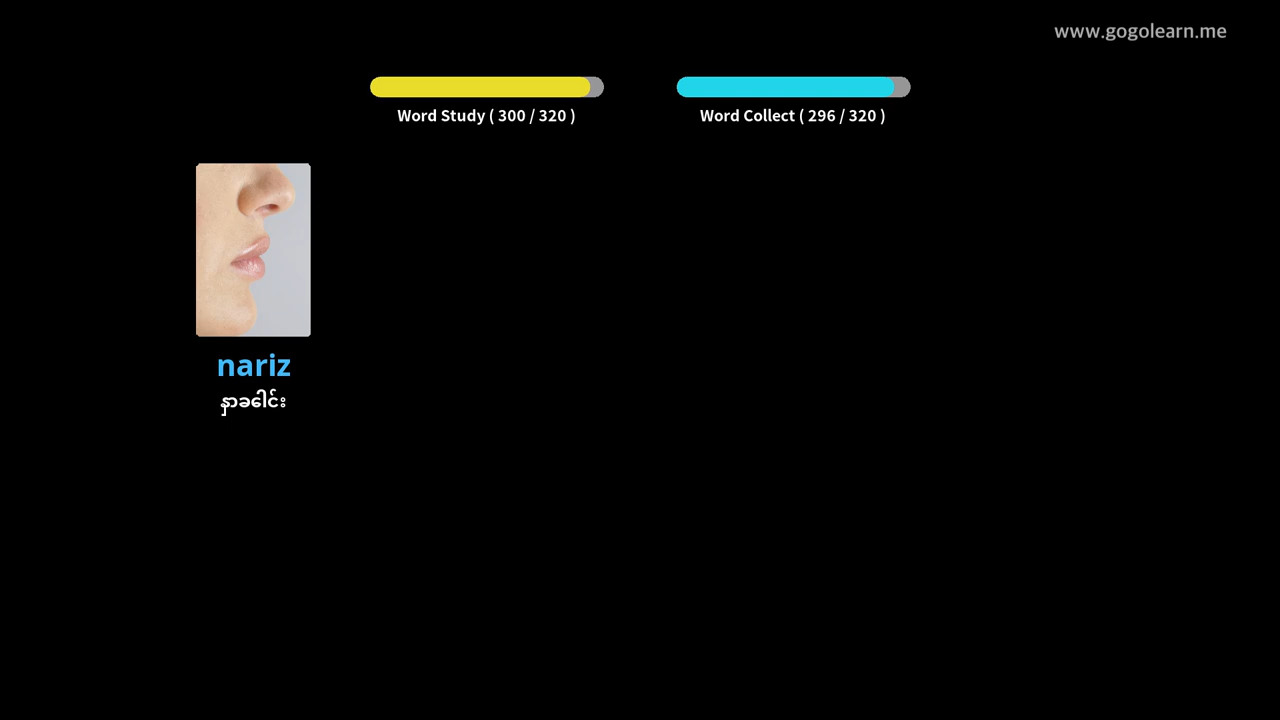 www.gogolearn.me
Word Study ( 300 / 320 )
Word Collect ( 296 / 320 )
nariz
နှာခေါင်း